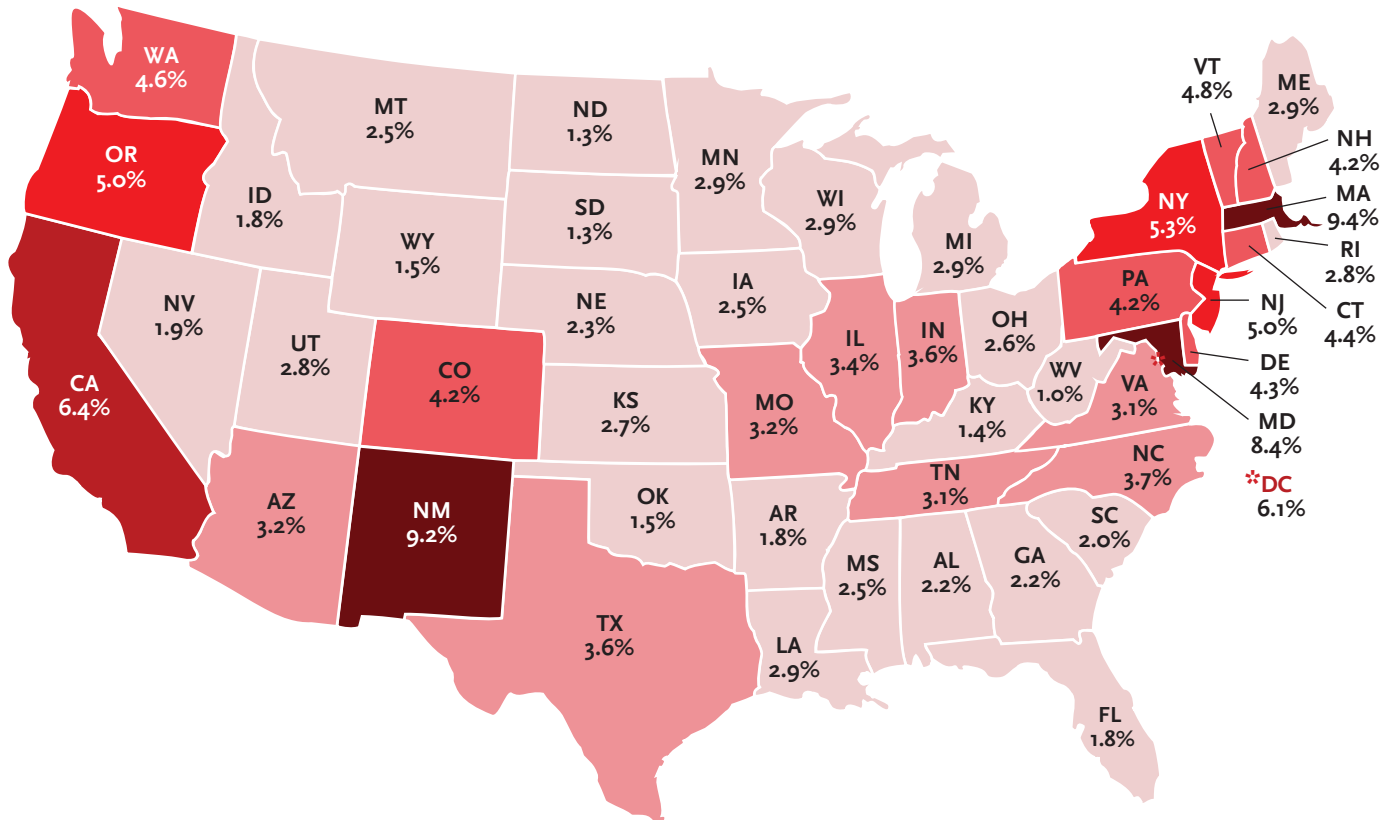 WA
4.6%
OR
5.0%
CA
6.4%
NV
1.9%
ID
1.8%
MT
2.5%
WY
1.5%
UT
2.8%
AZ
3.2%
CO
4.2%
NM
9.2%
ND
1.3%
SD
1.3%
NE
2.3%
KS
2.7%
OK
1.5%
TX
3.6%
MN
2.9%
IA
2.5%
MO
3.2%
AR
1.8%
LA
2.9%
WI
2.9%
IL
3.4%
MI
2.9%
IN
3.6%
OH
2.6%
KY
1.4%
TN
3.1%
MS
2.5%
AL
2.2%
GA
2.2%
FL
1.8%
SC
2.0%
NC
3.7%
VA
3.1%
WV
1.0%
PA
4.2%
NY
5.3%
VT
4.8%
ME
2.9%
NH
4.2%
MA
9.4%
RI
2.8%
CT
4.4%
NJ
5.0%
DE
4.3%
MD
8.4%
*
*DC
6.1%